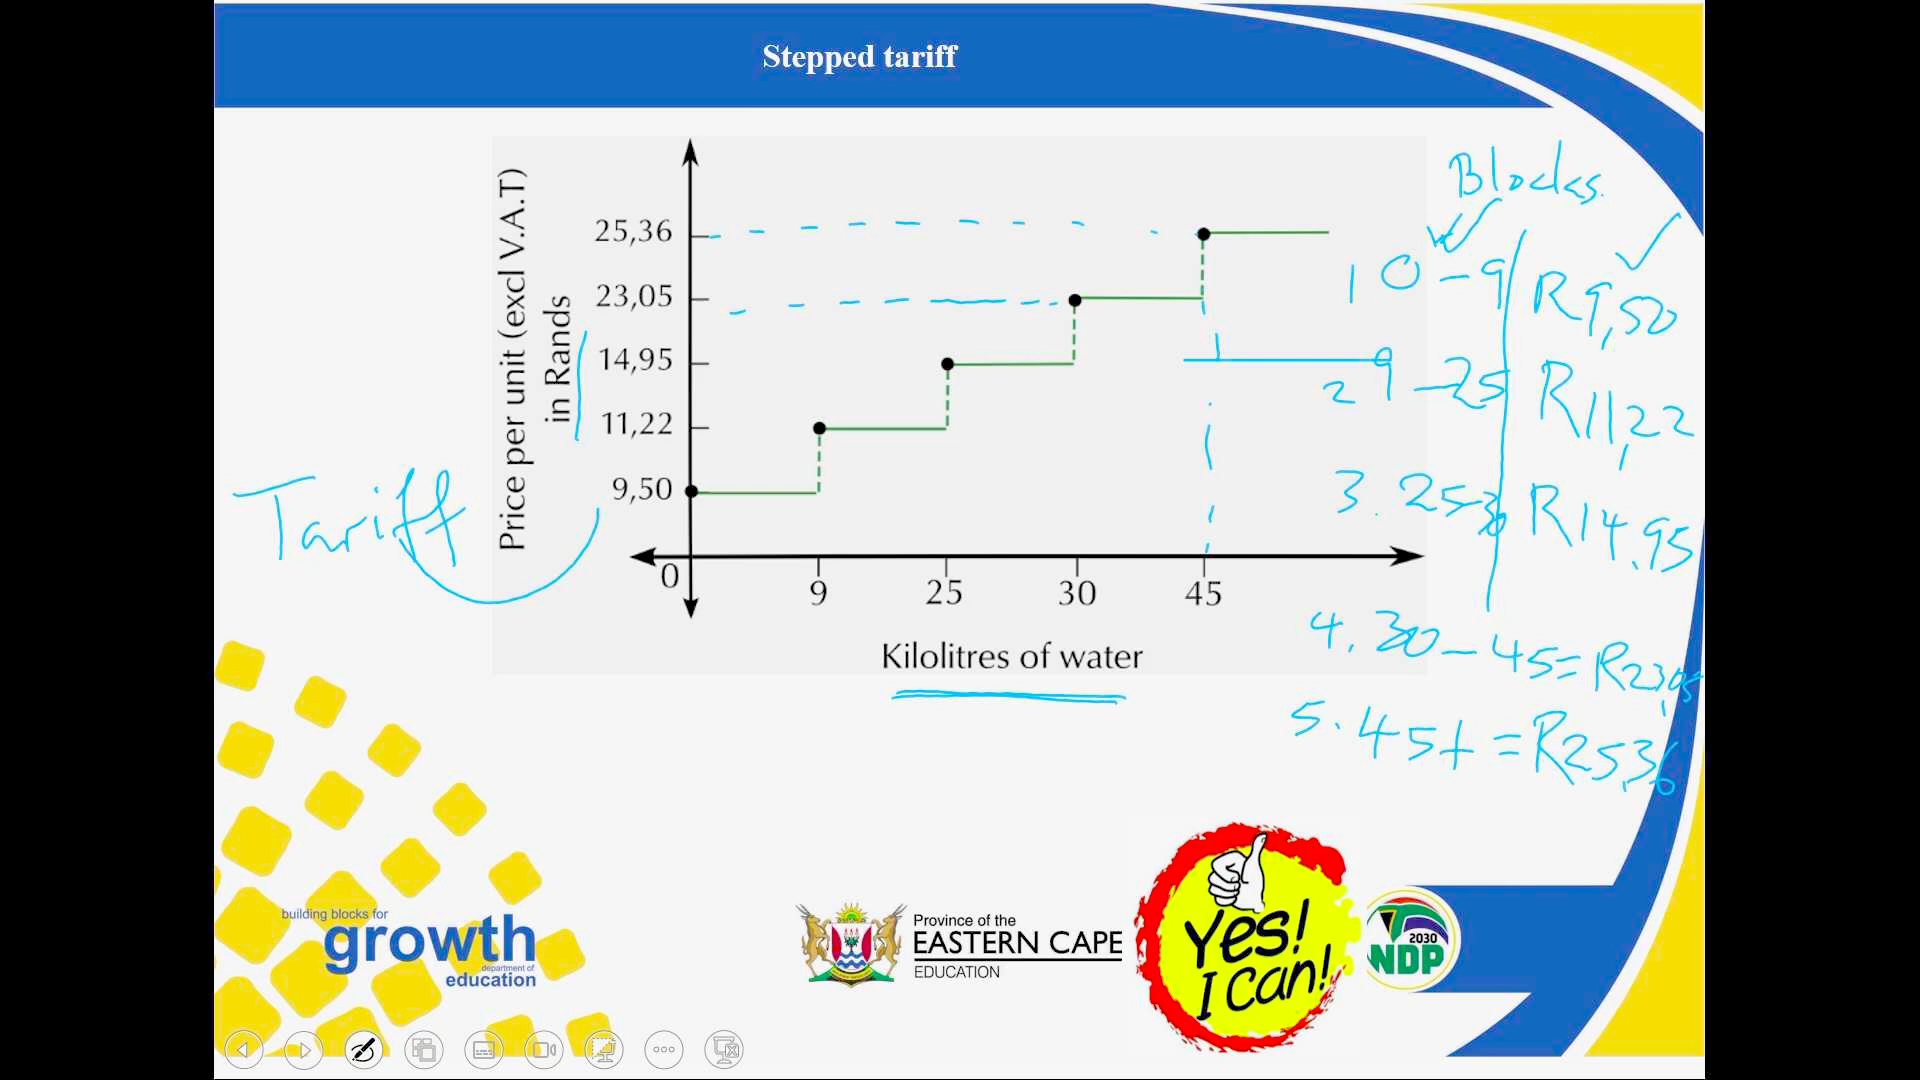 Stepped tariff
Price per unit (excl V.A.T)
in Rands
25,36
23,05
14,95
11,22
9,50
0
9
25
30
45
Kilolitres of water
Tariff
Blocks
1 0-9 R9,50
2 9-25 R11,22
3. 25-30 R14,95
4. 30-45=R23,05
5. 45+ =R25,36
building blocks for
growth
department of
education
Province of the
EASTERN CAPE
EDUCATION
Yes!
I Can!
2030
NDP